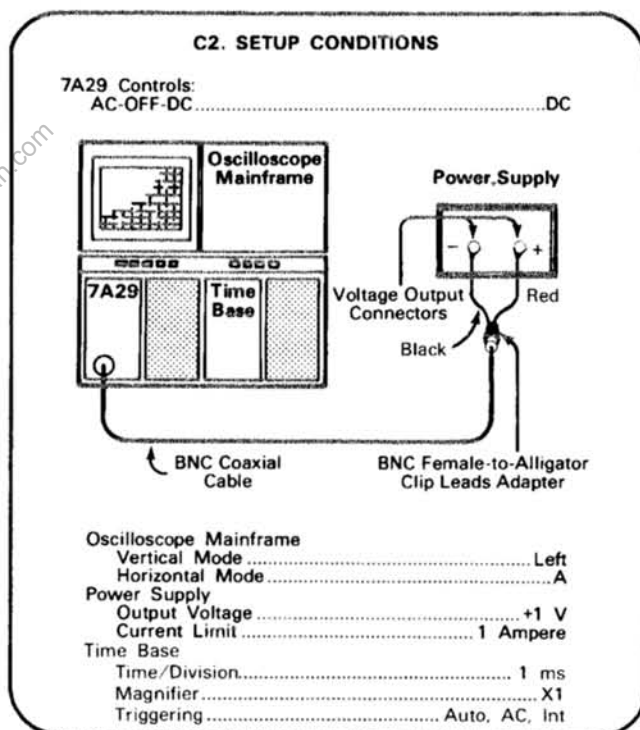 C2. SETUP CONDITIONS
7A29 Controls:
AC-OFF-DC..........................................................DC
Oscilloscope
Mainframe
Power Supply
- +
7A29
Time
Base
Voltage Output
Connectors
Red
Black
BNC Coaxial
Cable
BNC Female-to-Alligator
Clip Leads Adapter
Oscilloscope Mainframe
Vertical Mode ................................................ Left
Horizontal Mode ................................................ A
Power Supply
Output Voltage .............................................. +1 V
Current Limit ........................................ 1 Ampere
Time Base
Time/Division................................................ 1 ms
Magnifier........................................................ X1
Triggering ................................ Auto, AC, Int